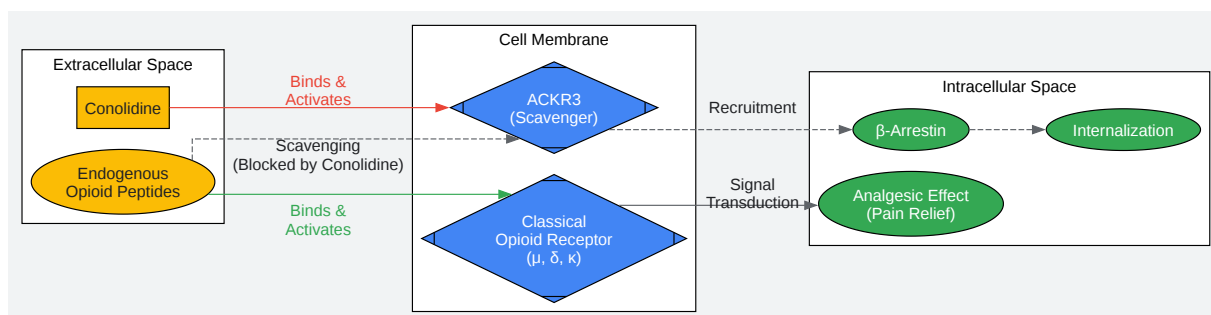 Extracellular Space
Conolidine
Endogenous
Opioid Peptides
Binds &
Activates
Scavenging
(Blocked by Conolidine)
Binds &
Activates
Cell Membrane
ACKR3
(Scavenger)
Classical
Opioid Receptor
(μ, δ, κ)
Recruitment
Signal
Transduction
Intracellular Space
β-Arrestin
Internalization
Analgesic Effect
(Pain Relief)